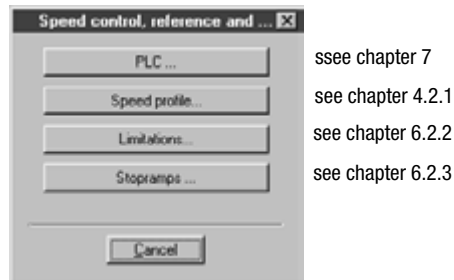 Speed control, reference and ...
PLC ... ssee chapter 7
Speed profile... see chapter 4.2.1
Limitations... see chapter 6.2.2
Stopramps ... see chapter 6.2.3
Cancel